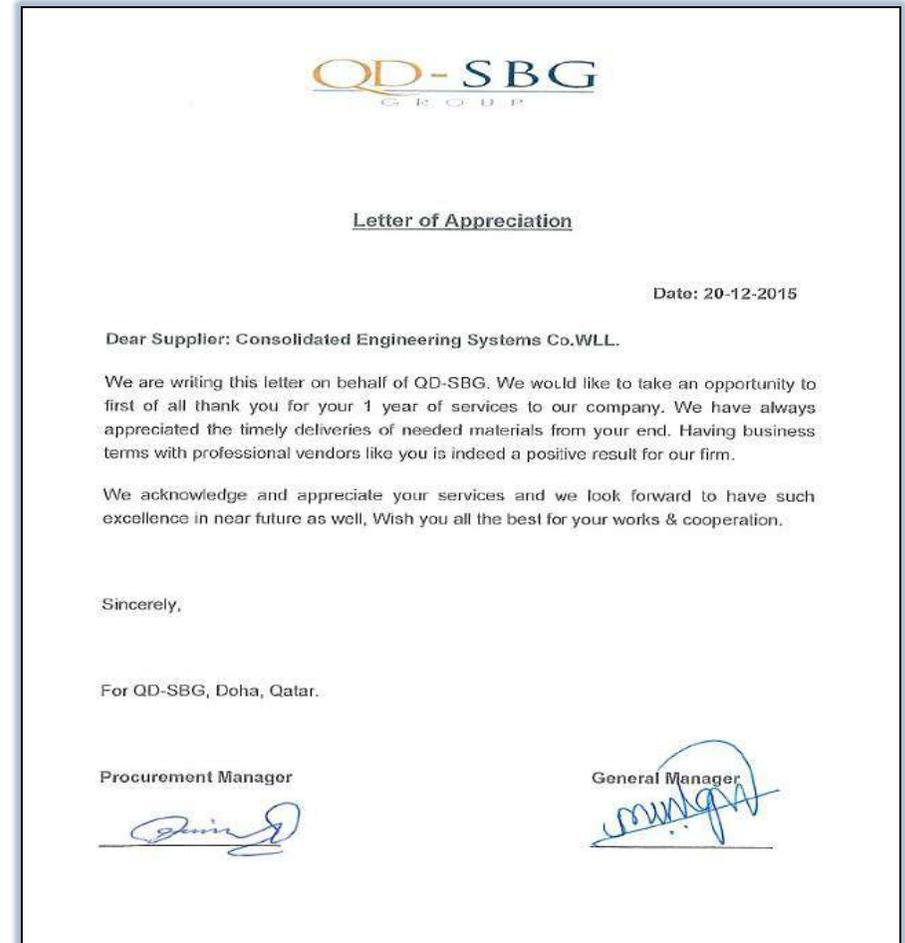 QD-SBG
GROUP
Letter of Appreciation
Date: 20-12-2015
Dear Supplier: Consolidated Engineering Systems Co.WLL.
We are writing this letter on behalf of QD-SBG. We would like to take an opportunity to
first of all thank you for your 1 year of services to our company. We have always
appreciated the timely deliveries of needed materials from your end. Having business
terms with professional vendors like you is indeed a positive result for our firm.
We acknowledge and appreciate your services and we look forward to have such
excellence in near future as well, Wish you all the best for your works & cooperation.
Sincerely,
For QD-SBG, Doha, Qatar.
Procurement Manager
General Manager